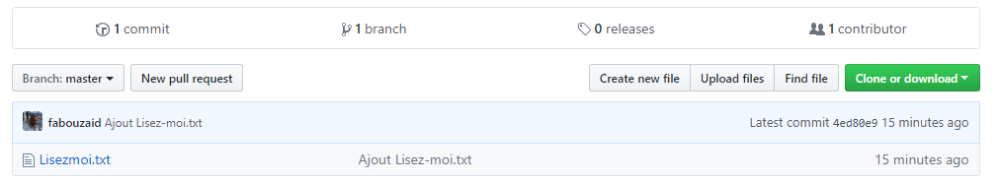 1 commit 1 branch 0 releases 1 contributor
Branch: master New pull request Create new file Upload files Find file Clone or download
fabouzaid Ajout Lisez-moi.txt Latest commit 4ed80e9 15 minutes ago
Lisezmoi.txt Ajout Lisez-moi.txt 15 minutes ago